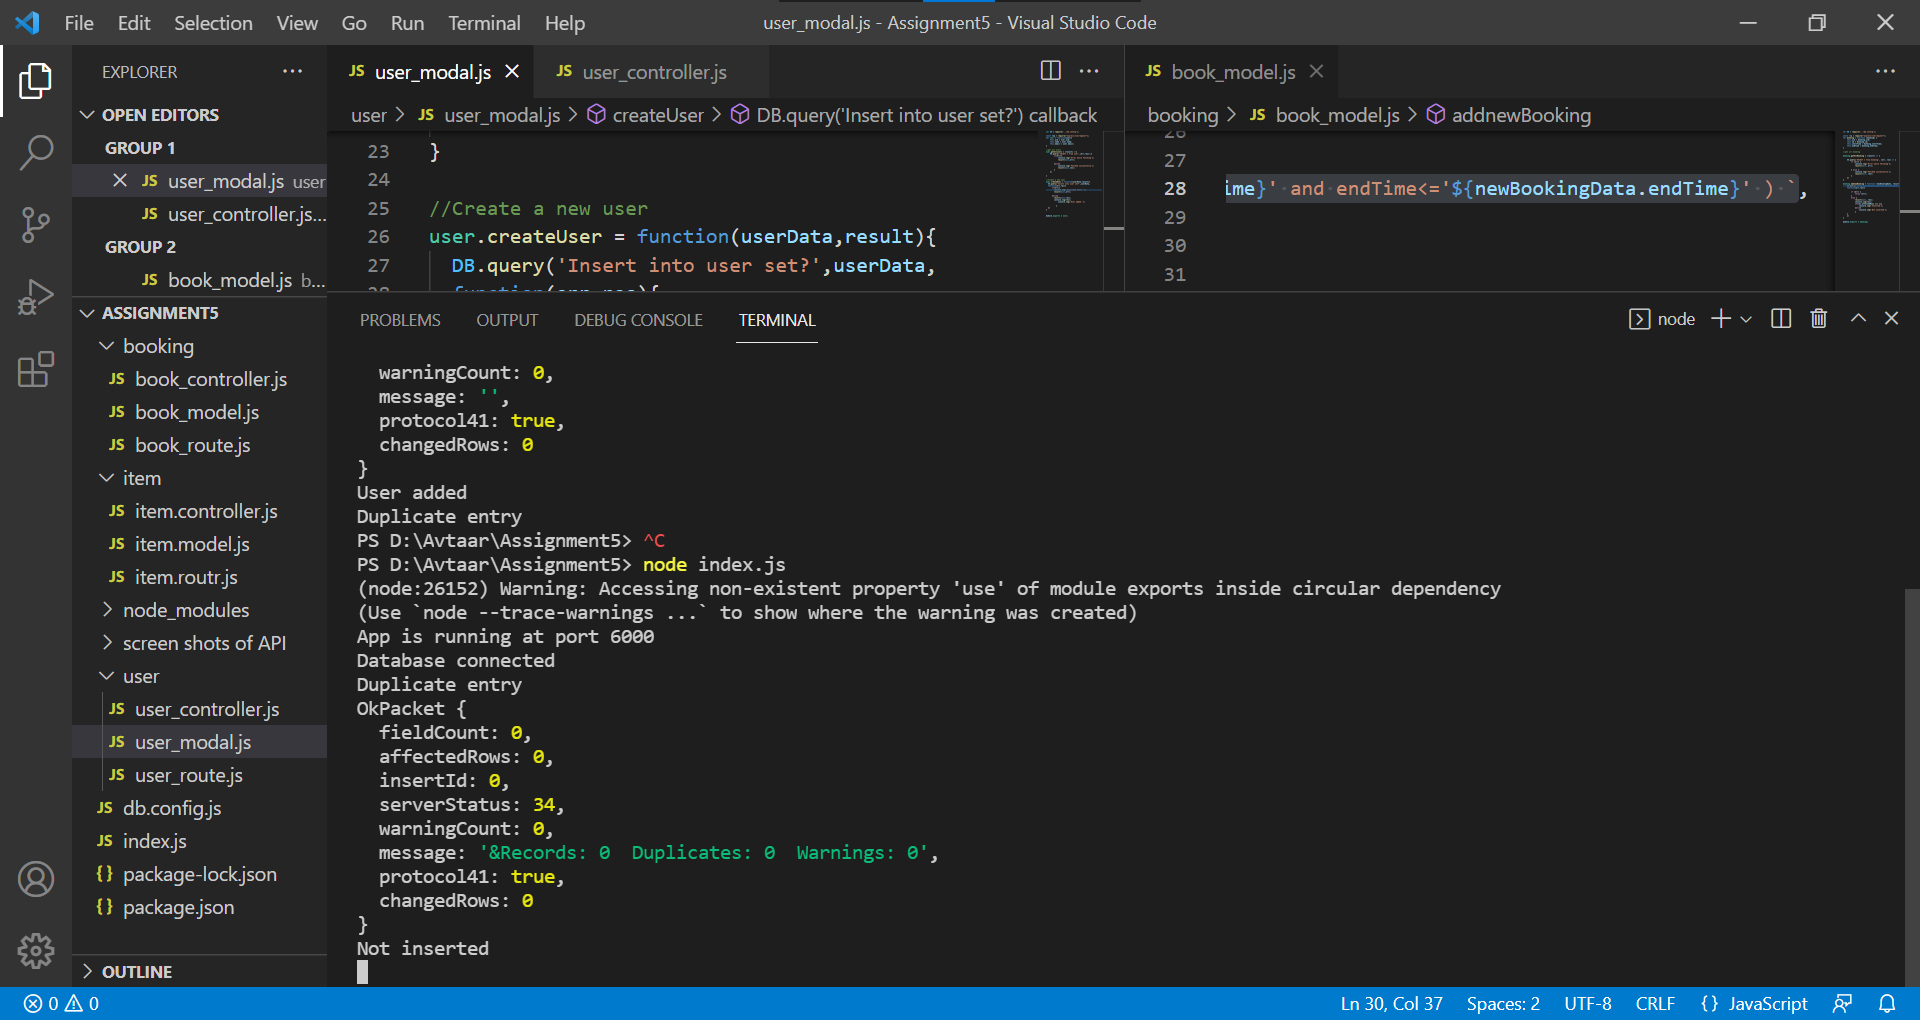 File Edit Selection View Go Run Terminal Help
user_modal.js - Assignment5 - Visual Studio Code
EXPLORER
OPEN EDITORS
GROUP 1
JS user_modal.js user
JS user_controller.js...
GROUP 2
JS book_model.js b...
ASSIGNMENT5
booking
JS book_controller.js
JS book_model.js
JS book_route.js
item
JS item.controller.js
JS item.model.js
JS item.routr.js
node_modules
screen shots of API
user
JS user_controller.js
JS user_modal.js
JS user_route.js
JS db.config.js
JS index.js
{} package-lock.json
{} package.json
OUTLINE
JS user_modal.js
JS user_controller.js
user > JS user_modal.js > createUser > DB.query('Insert into user set?') callback
23 }
24
25 //Create a new user
26 user.createUser = function(userData,result){
27 DB.query('Insert into user set?',userData,
28
JS book_model.js
booking > JS book_model.js > addnewBooking
26
27
28 ime}' and endTime<='${newBookingData.endTime}' ) `,
29
30
31
PROBLEMS OUTPUT DEBUG CONSOLE TERMINAL
node
warningCount: 0,
message: '',
protocol41: true,
changedRows: 0
}
User added
Duplicate entry
PS D:\Avtaar\Assignment5> ^C
PS D:\Avtaar\Assignment5> node index.js
(node:26152) Warning: Accessing non-existent property 'use' of module exports inside circular dependency
(Use `node --trace-warnings ...` to show where the warning was created)
App is running at port 6000
Database connected
Duplicate entry
OkPacket {
fieldCount: 0,
affectedRows: 0,
insertId: 0,
serverStatus: 34,
warningCount: 0,
message: '&Records: 0  Duplicates: 0  Warnings: 0',
protocol41: true,
changedRows: 0
}
Not inserted
0 0
Ln 30, Col 37 Spaces: 2 UTF-8 CRLF {} JavaScript